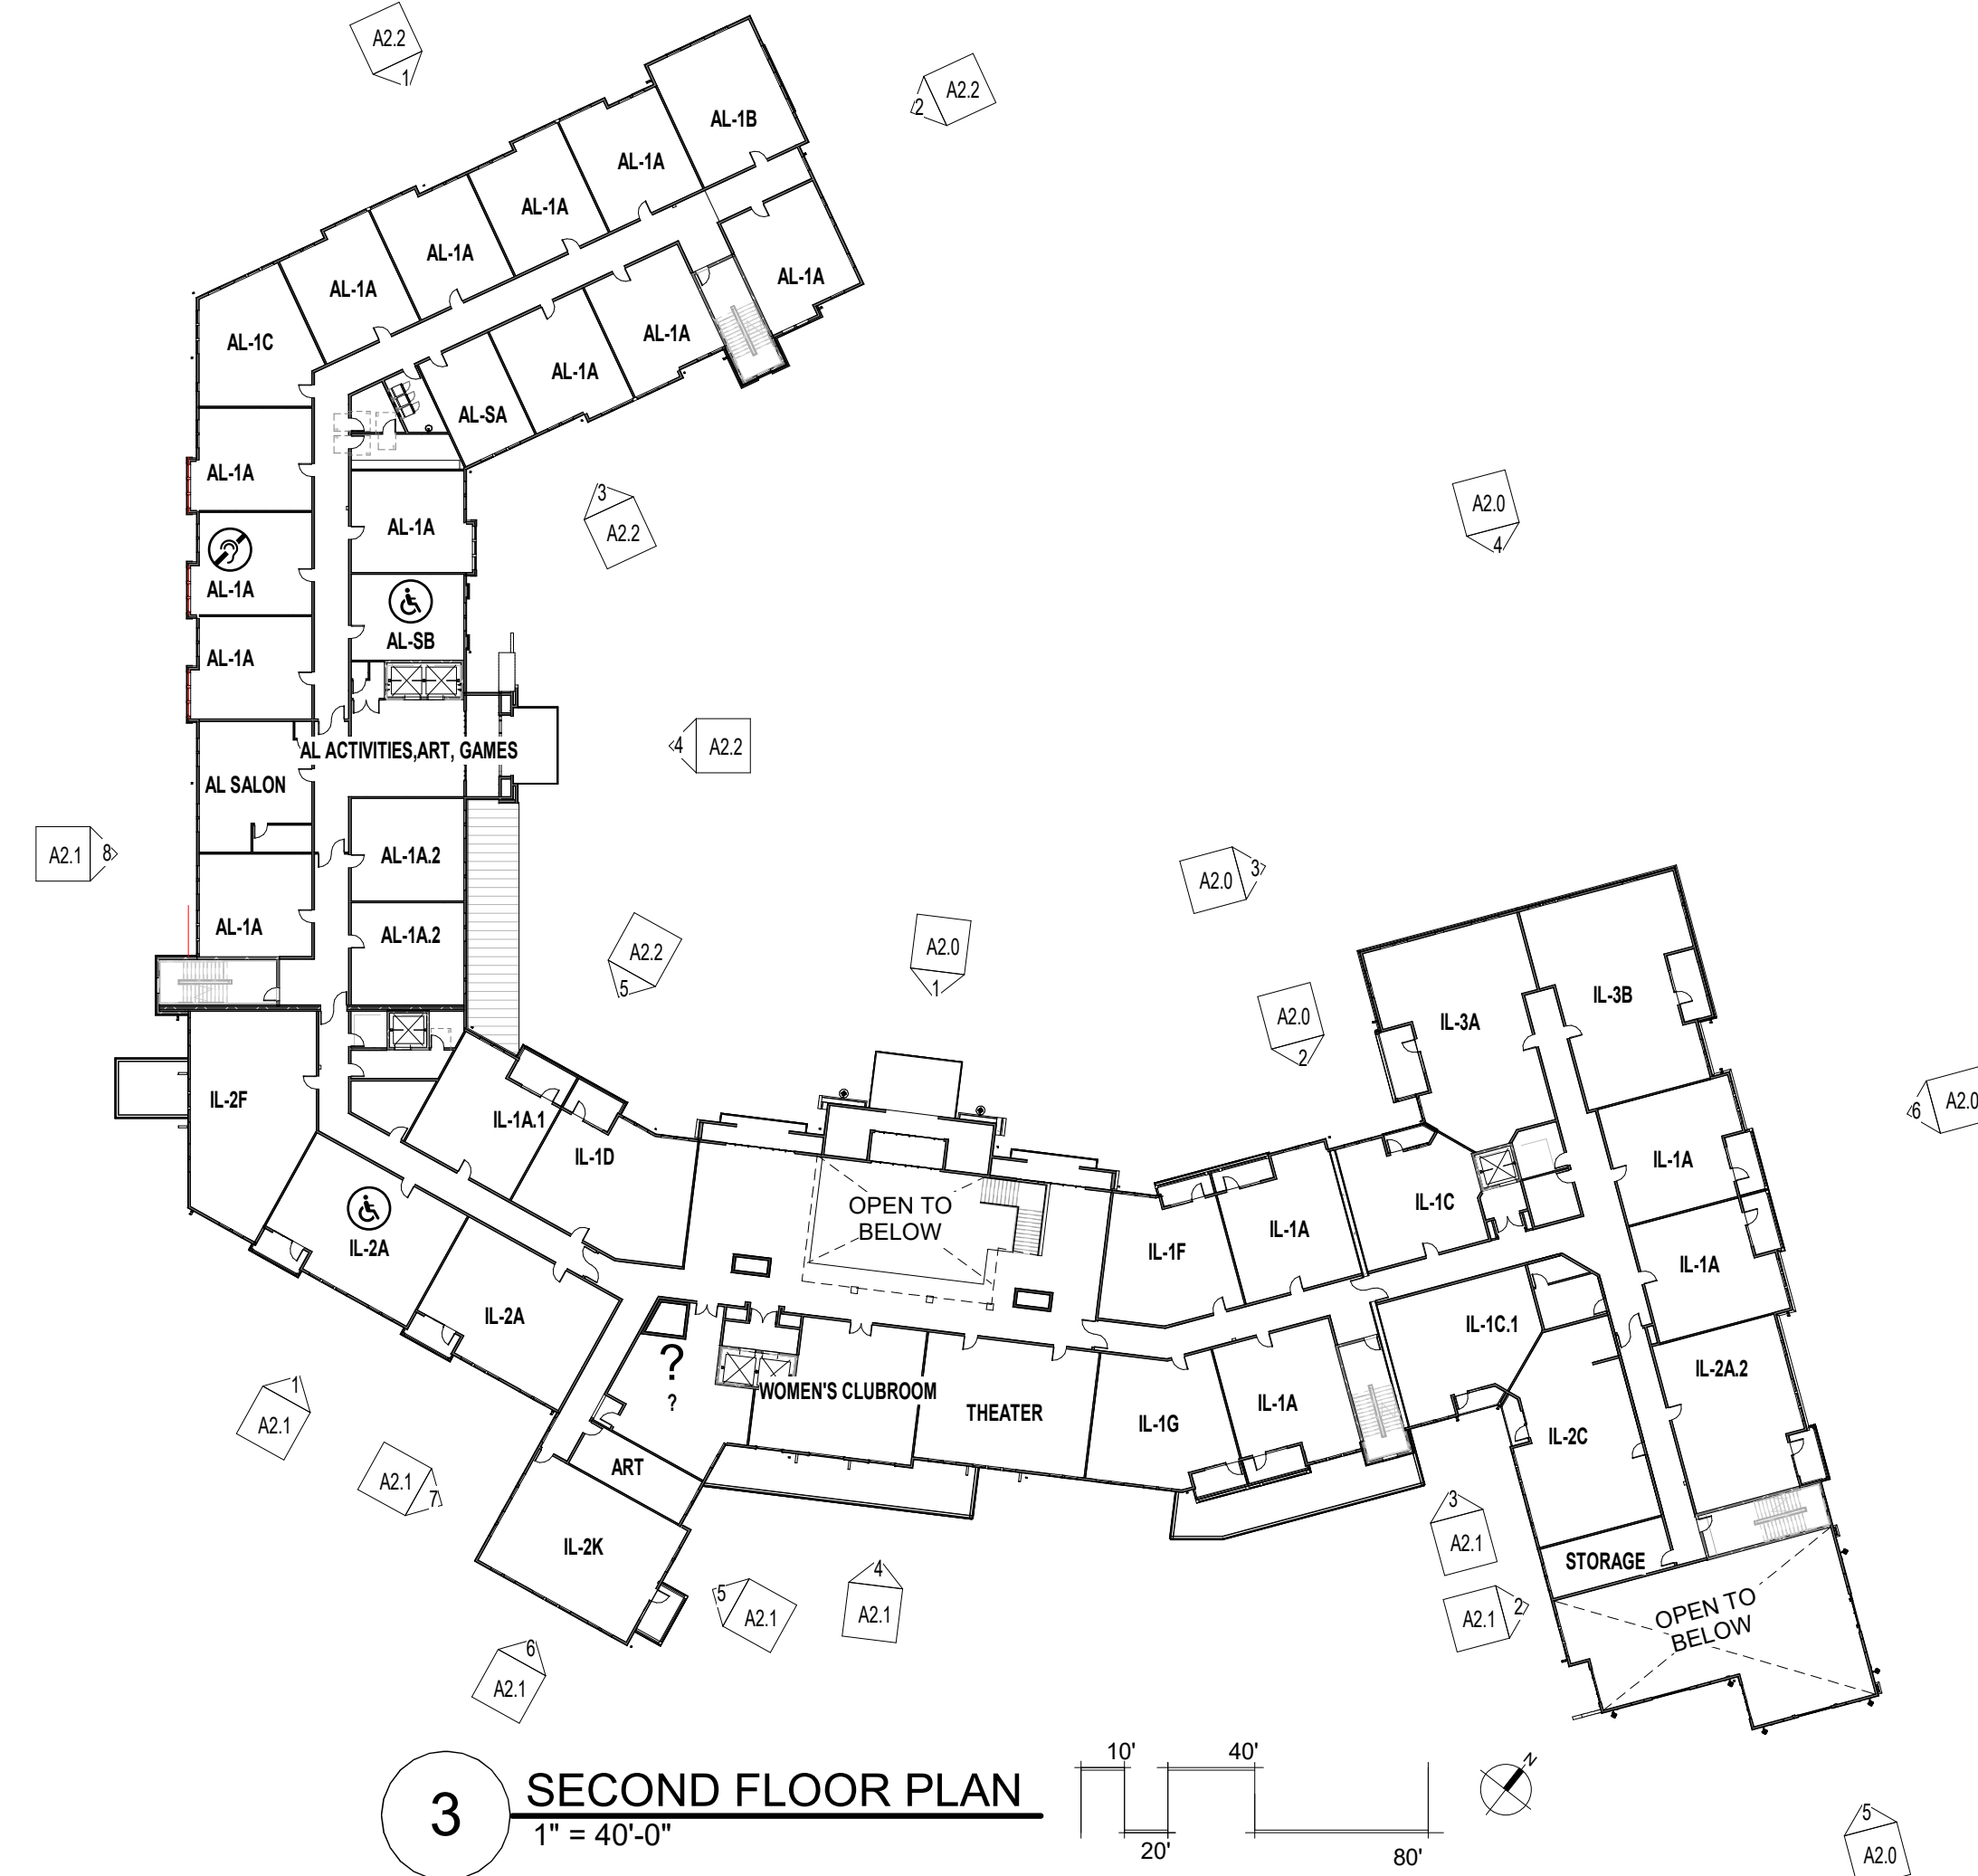 A2.2
1
2
A2.2
AL-1B
AL-1A
AL-1A
AL-1A
AL-1A
AL-1A
AL-1C
AL-1A
AL-1A
AL-SA
AL-1A
AL-1A
3
A2.2
A2.0
4
AL-1A
AL-SB
AL-1A
4
A2.2
AL ACTIVITIES,ART, GAMES
AL SALON
A2.1
8
AL-1A.2
A2.0
3
AL-1A
AL-1A.2
A2.2
5
A2.0
1
IL-3B
IL-3A
A2.0
2
IL-2F
6
A2.0
IL-1A.1
IL-1D
IL-1A
OPEN TO
BELOW
IL-1C
IL-1A
IL-2A
IL-1F
IL-1A
IL-2A
IL-1C.1
?
?
IL-2A.2
WOMEN'S CLUBROOM
THEATER
IL-1A
IL-1G
1
A2.1
IL-2C
ART
A2.1
7
3
A2.1
IL-2K
STORAGE
4
A2.1
5
A2.1
A2.1
2
OPEN TO
BELOW
6
A2.1
10'
40'
N
3
SECOND FLOOR PLAN
1" = 40'-0"
20'
80'
5
A2.0